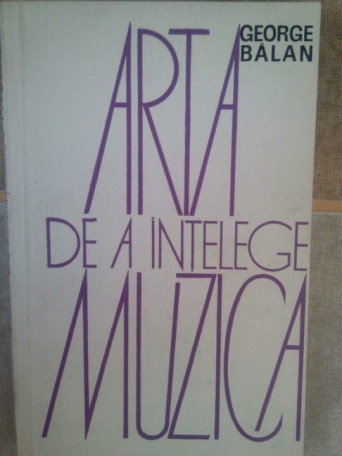 GEORGE
BĂLAN
ARTA
DE A INTELEGE
MUZICA